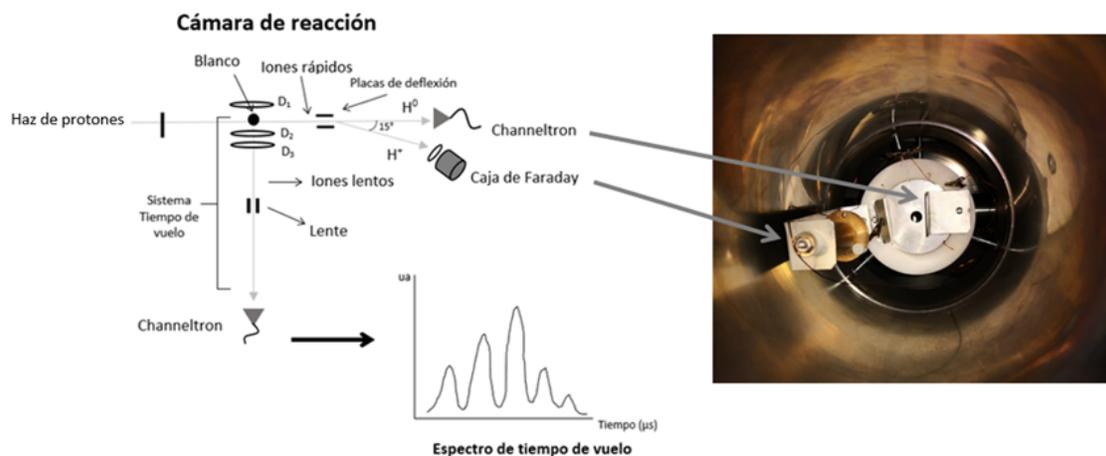 Cámara de reacción
Blanco
Iones rápidos
Placas de deflexión
D₁
Haz de protones
H⁰
15°
Channeltron
D₂
D₃
H⁺
Caja de Faraday
Iones lentos
Sistema
Tiempo de
vuelo
Lente
Channeltron
ua
Tiempo (μs)
Espectro de tiempo de vuelo